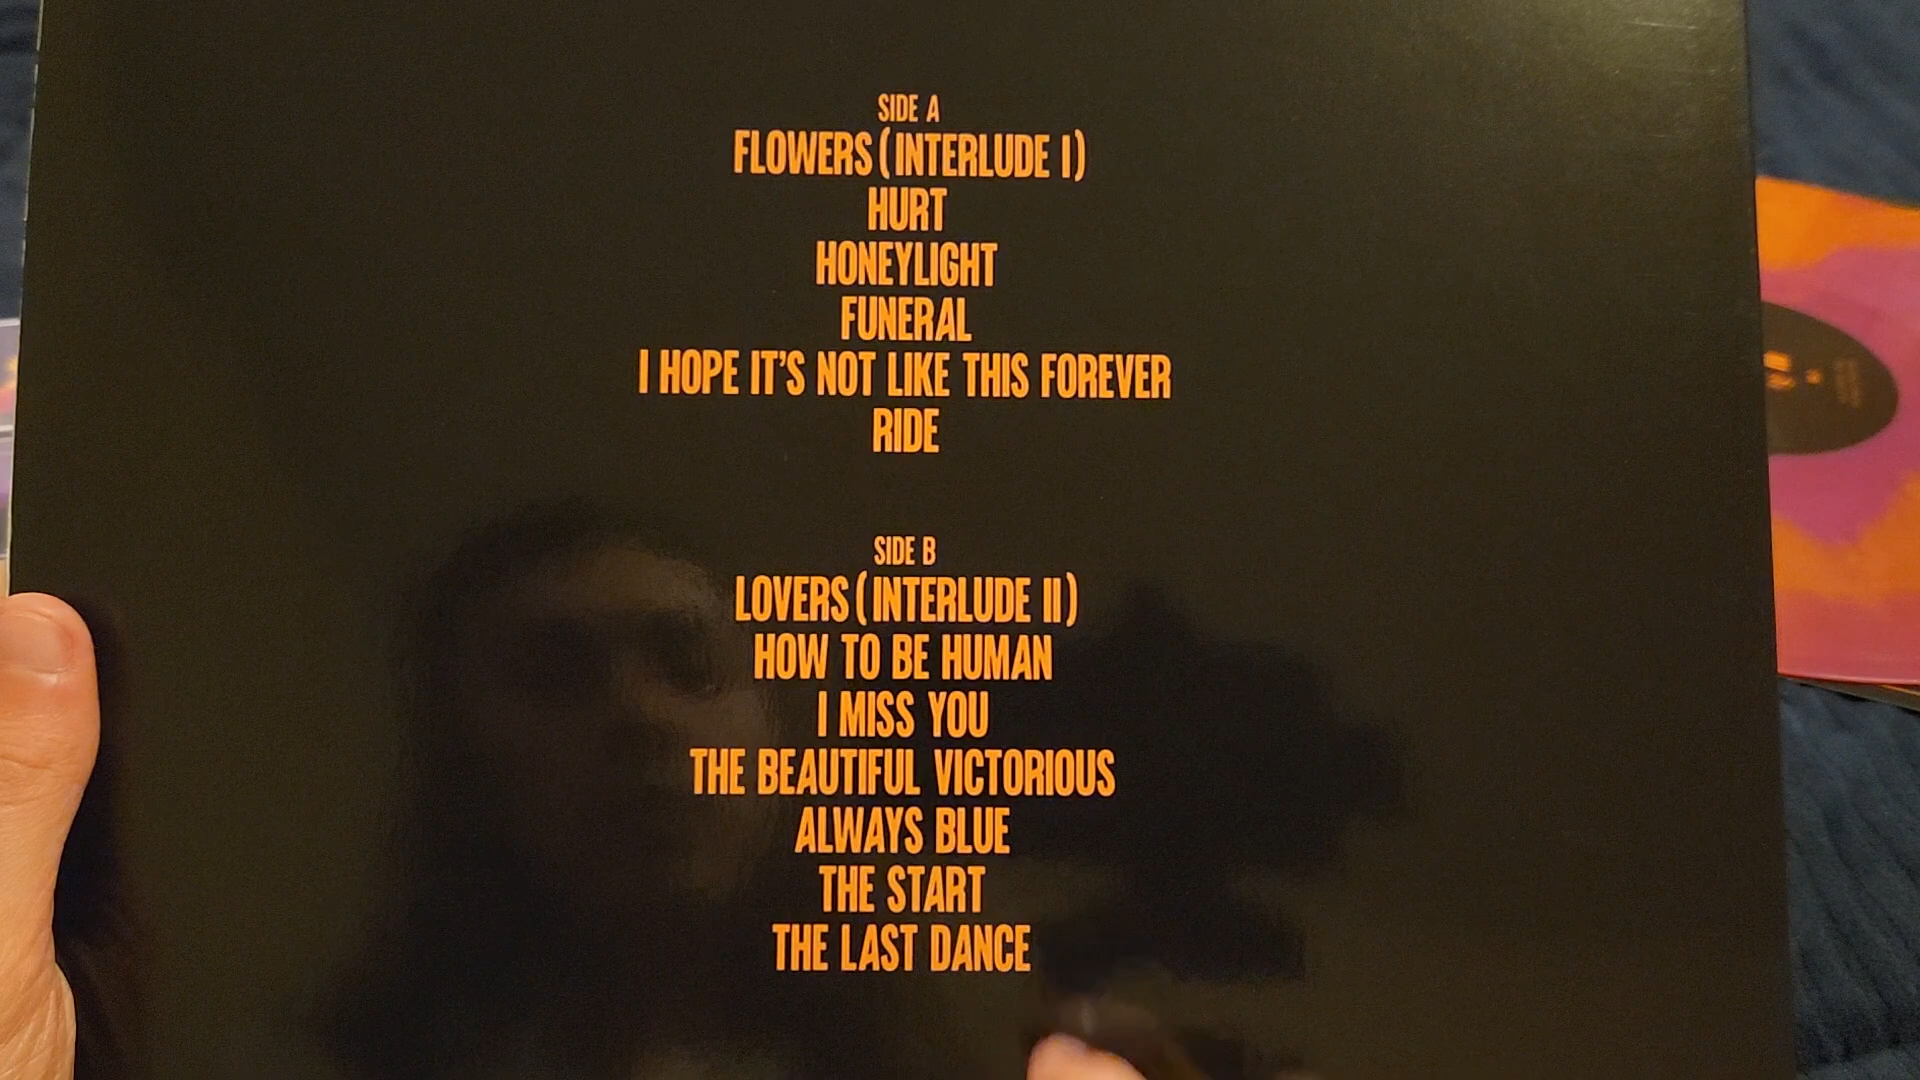 SIDE A
FLOWERS (INTERLUDE I)
HURT
HONEYLIGHT
FUNERAL
I HOPE IT'S NOT LIKE THIS FOREVER
RIDE
SIDE B
LOVERS (INTERLUDE II)
HOW TO BE HUMAN
I MISS YOU
THE BEAUTIFUL VICTORIOUS
ALWAYS BLUE
THE START
THE LAST DANCE